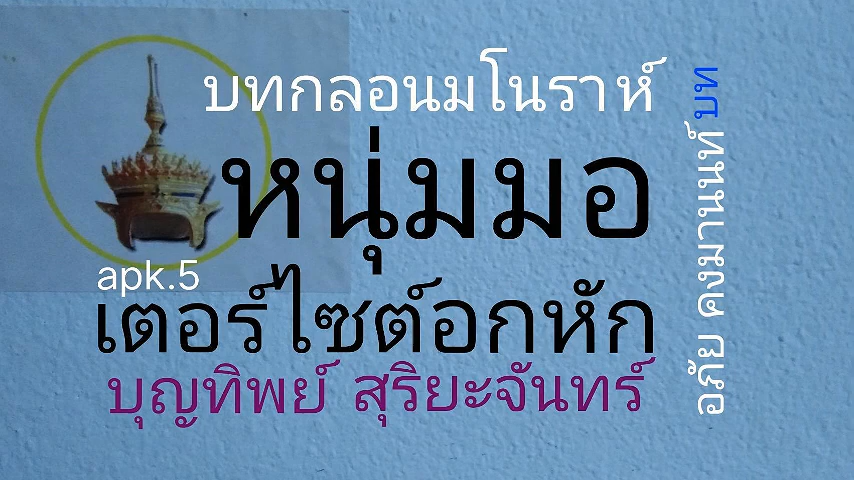 บทกลอนมโนราห์
หนุ่มมอ
apk.5
เตอร์ไซต์อกหัก
บุญทิพย์ สุริยะจันทร์
บท อภัย คงมานนท์